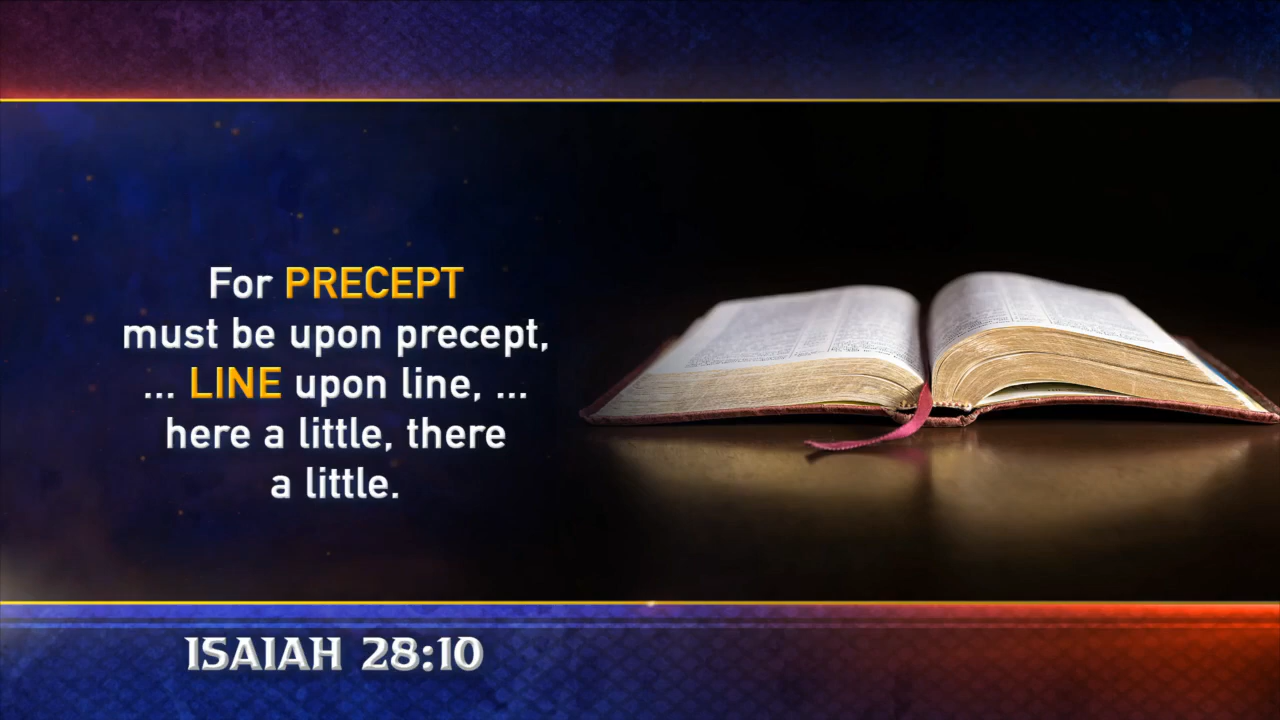 For PRECEPT
must be upon precept,
... LINE upon line, ...
here a little, there
a little.
ISAIAH 28:10